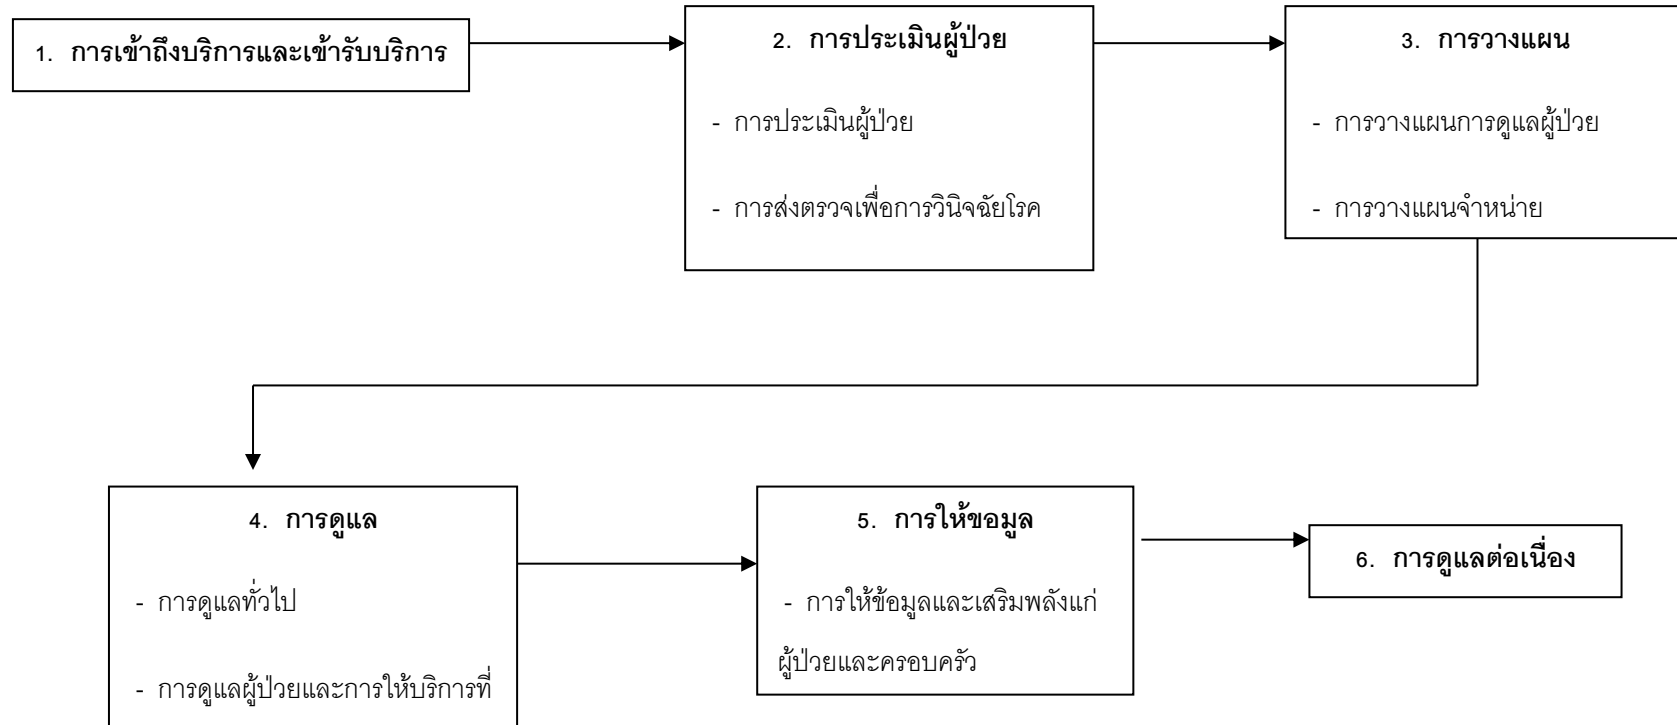 1. การเข้าถึงบริการและเข้ารับบริการ
2. การประเมินผู้ป่วย
- การประเมินผู้ป่วย
- การส่งตรวจเพื่อการวินิจฉัยโรค
3. การวางแผน
- การวางแผนการดูแลผู้ป่วย
- การวางแผนจำหน่าย
4. การดูแล
- การดูแลทั่วไป
- การดูแลผู้ป่วยและการให้บริการที่
5. การให้ขอมูล
- การให้ข้อมูลและเสริมพลังแก่
ผู้ป่วยและครอบครัว
6. การดูแลต่อเนื่อง